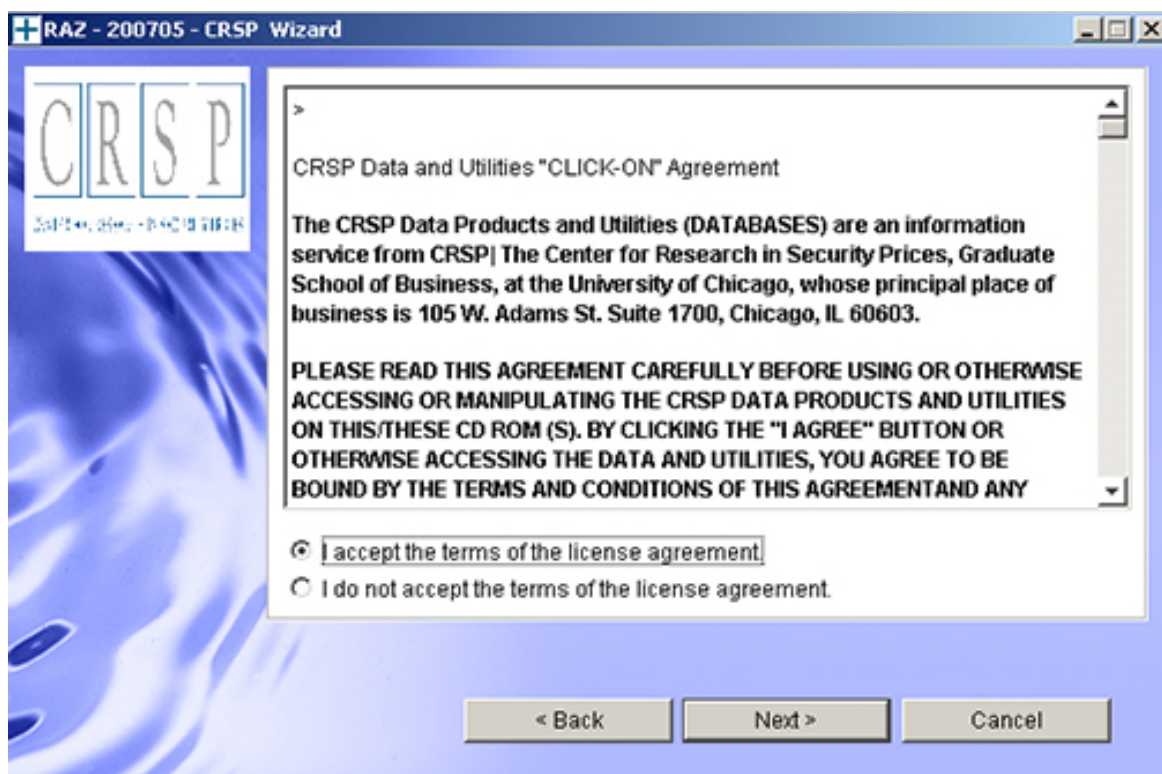 RAZ - 200705 - CRSP Wizard
CRSP
>
CRSP Data and Utilities "CLICK-ON" Agreement
The CRSP Data Products and Utilities (DATABASES) are an information
service from CRSP| The Center for Research in Security Prices, Graduate
School of Business, at the University of Chicago, whose principal place of
business is 105 W. Adams St. Suite 1700, Chicago, IL 60603.
PLEASE READ THIS AGREEMENT CAREFULLY BEFORE USING OR OTHERWISE
ACCESSING OR MANIPULATING THE CRSP DATA PRODUCTS AND UTILITIES
ON THIS/THESE CD ROM (S). BY CLICKING THE "I AGREE" BUTTON OR
OTHERWISE ACCESSING THE DATA AND UTILITIES, YOU AGREE TO BE
BOUND BY THE TERMS AND CONDITIONS OF THIS AGREEMENTAND ANY
I accept the terms of the license agreement.
I do not accept the terms of the license agreement.
< Back Next > Cancel